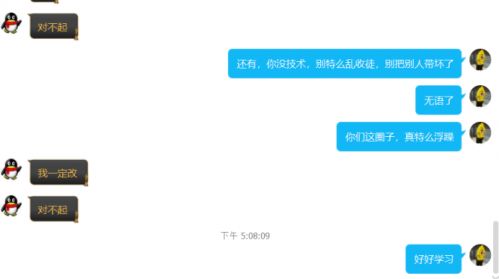 对不起
还有，你没技术，别特么乱收徒，别把别人带坏了
无语了
你们这圈子，真特么浮躁
我一定改
对不起
下午 5:08:09
好好学习